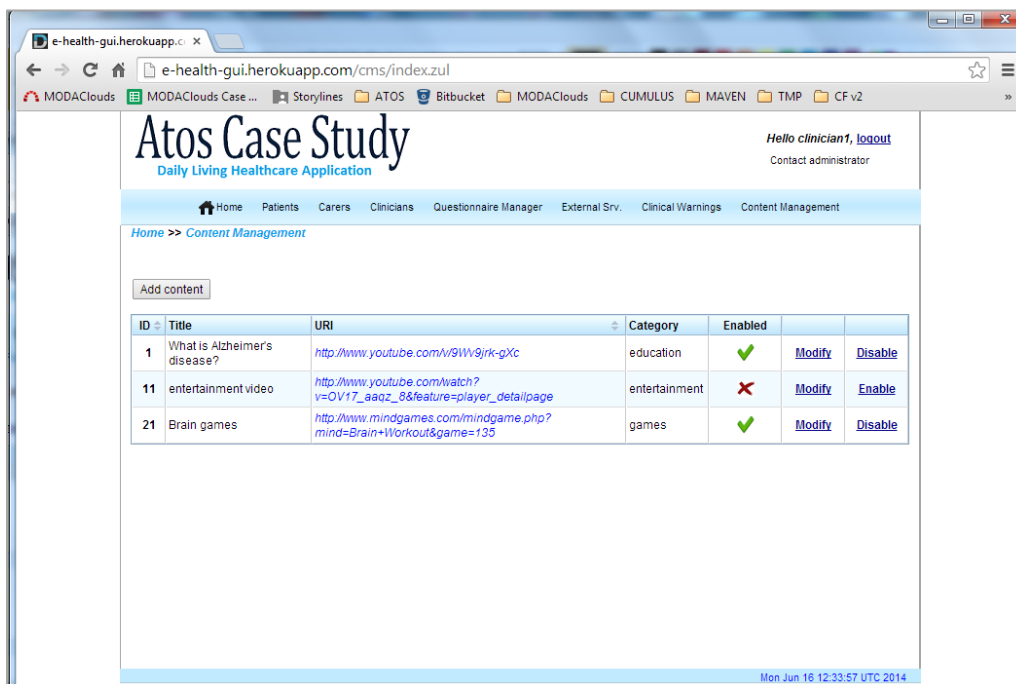 e-health-gui.herokuapp.c
e-health-gui.herokuapp.com/cms/index.zul
MODAClouds MODAClouds Case ... Storylines ATOS Bitbucket MODAClouds CUMULUS MAVEN TMP CF v2 »
Atos Case Study
Daily Living Healthcare Application
Hello clinician1, logout
Contact administrator
Home Patients Carers Clinicians Questionnaire Manager External Srv. Clinical Warnings Content Management
Home >> Content Management
Add content
ID Title URI Category Enabled
1 What is Alzheimer's disease? http://www.youtube.com/v/9Wv9jrk-gXc education Modify Disable
11 entertainment video http://www.youtube.com/watch?
v=OV17_aaqz_8&feature=player_detailpage entertainment Modify Enable
21 Brain games http://www.mindgames.com/mindgame.php?
mind=Brain+Workout&game=135 games Modify Disable
Mon Jun 16 12:33:57 UTC 2014